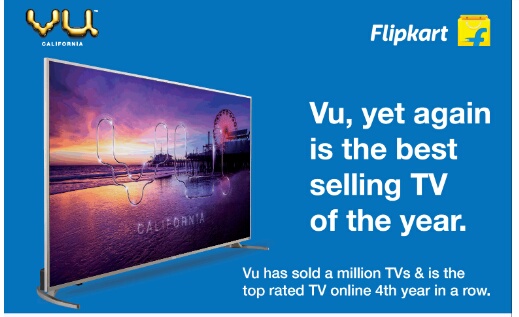 VU
CALIFORNIA
Flipkart
VU
CALIFORNIA
Vu, yet again
is the best
selling TV
of the year.
Vu has sold a million TVs & is the
top rated TV online 4th year in a row.